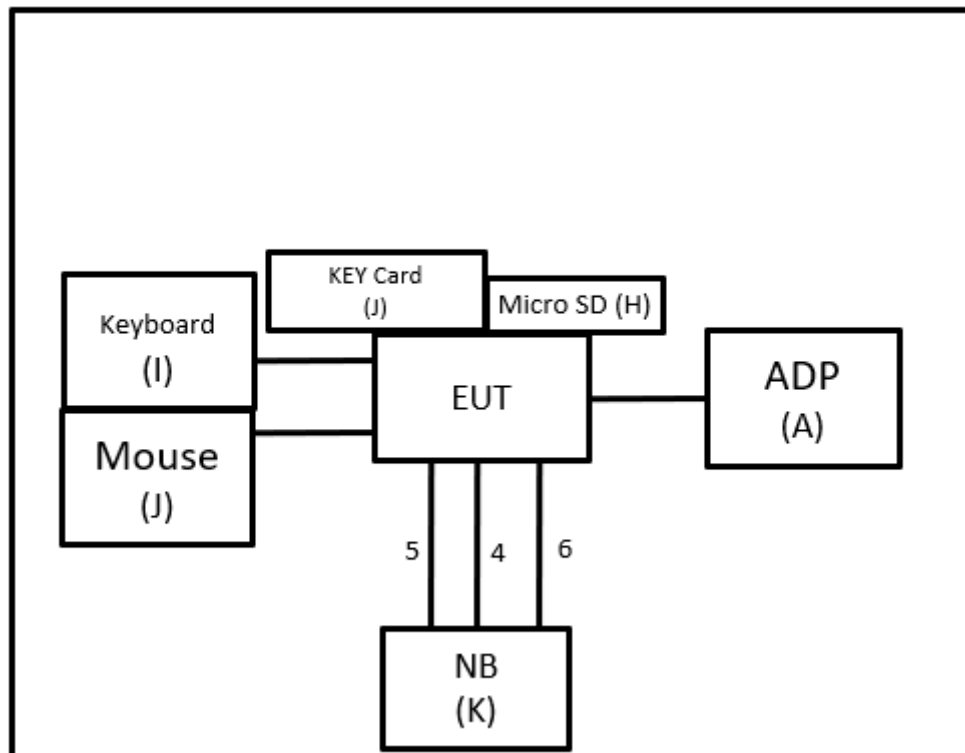 KEY Card
(J)
Micro SD (H)
Keyboard
(I)
EUT
ADP
(A)
Mouse
(J)
5
4
6
NB
(K)